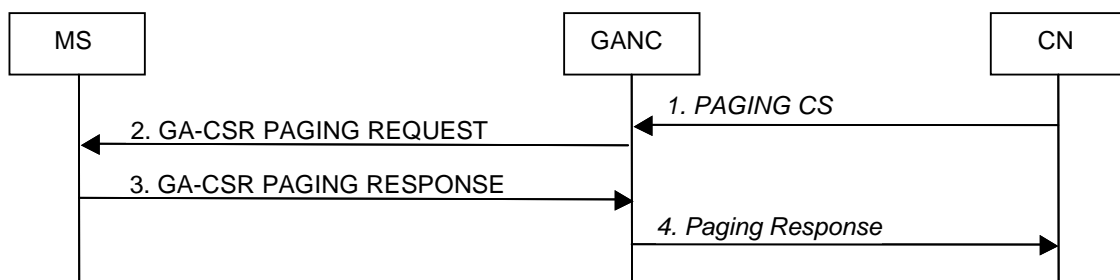 MS
GANC
CN
1. PAGING CS
2. GA-CSR PAGING REQUEST
3. GA-CSR PAGING RESPONSE
4. Paging Response